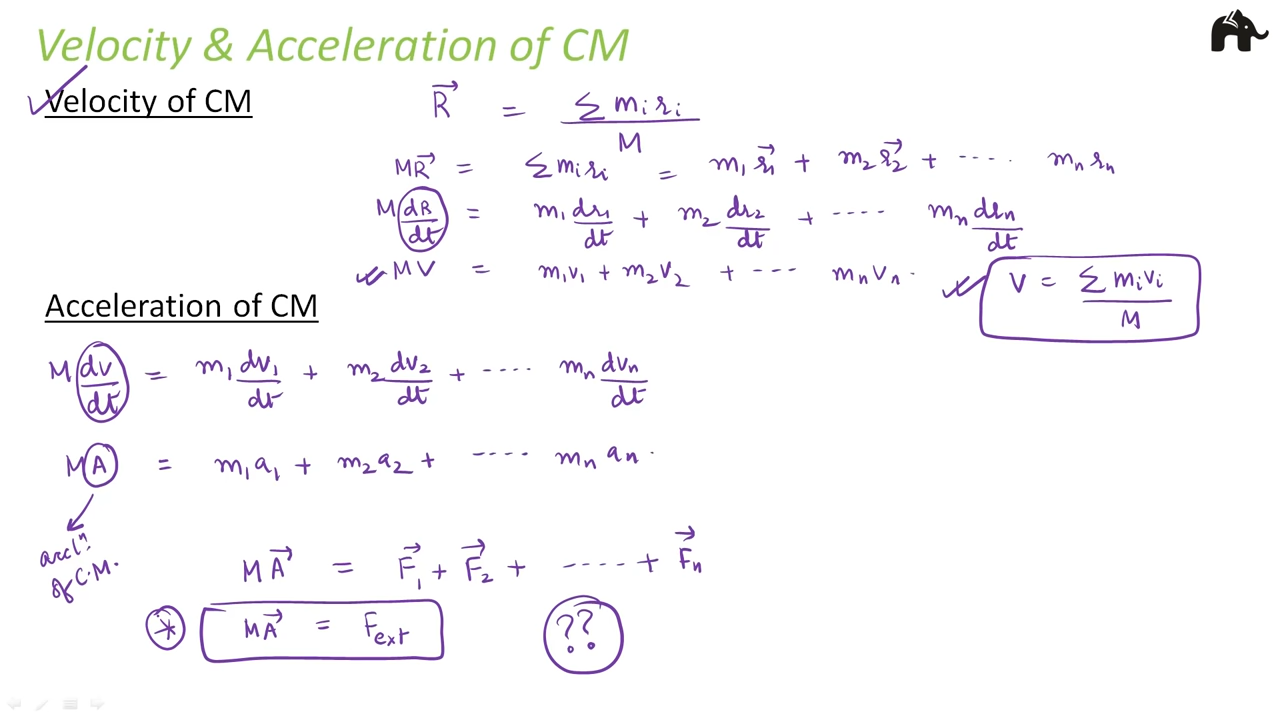 Velocity & Acceleration of CM
Velocity of CM
R⃗ = Σ mᵢrᵢ / M
MR⃗ = Σ mᵢrᵢ = m₁r⃗₁ + m₂r⃗₂ + ···· mₙrₙ
M dR/dt = m₁ dr₁/dt + m₂ dr₂/dt + ···· mₙ drₙ/dt
MV = m₁v₁ + m₂v₂ + ··· mₙvₙ.
V = Σ mᵢvᵢ / M
Acceleration of CM
M dv/dt = m₁ dv₁/dt + m₂ dv₂/dt + ···· mₙ dvₙ/dt
MA = m₁a₁ + m₂a₂ + ···· mₙaₙ.
acclⁿ.
of C.M.
MA⃗ = F⃗₁ + F⃗₂ + ····· + F⃗ₙ
* MA⃗ = Fₑₓₜ ??